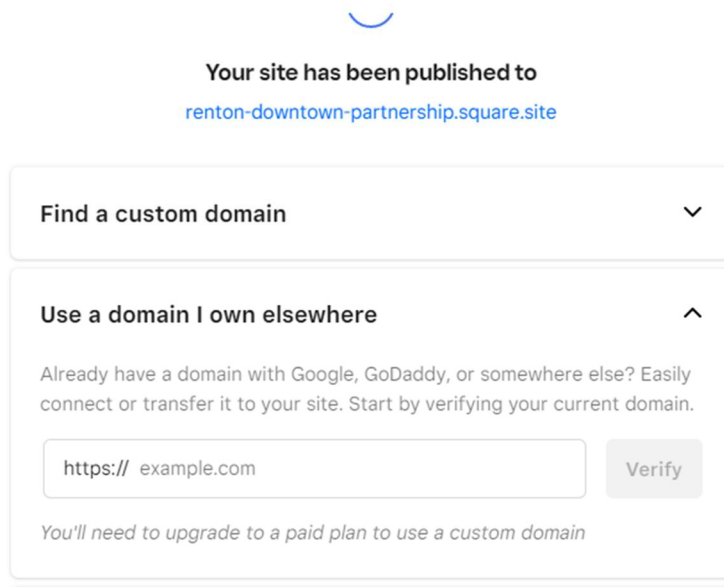 Your site has been published to
renton-downtown-partnership.square.site
Find a custom domain
Use a domain I own elsewhere
Already have a domain with Google, GoDaddy, or somewhere else? Easily
connect or transfer it to your site. Start by verifying your current domain.
https:// example.com
Verify
You'll need to upgrade to a paid plan to use a custom domain